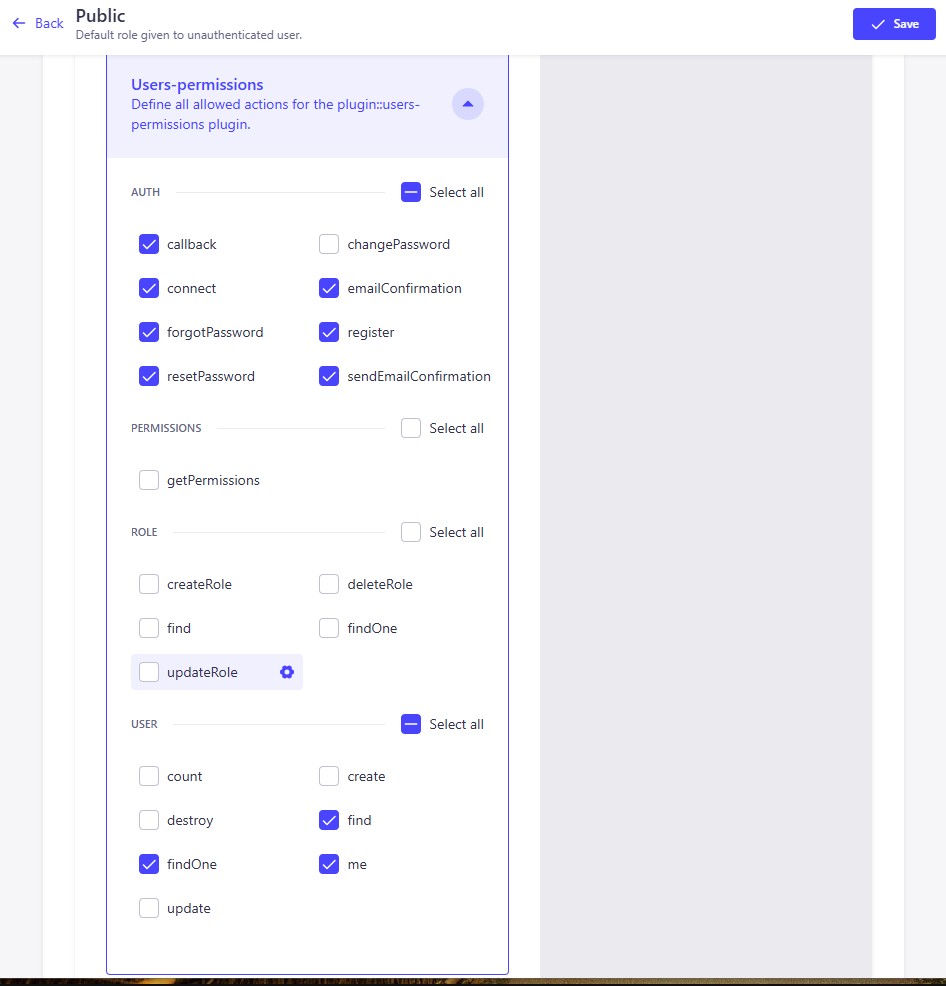 Back
Public
Default role given to unauthenticated user.
Save
Users-permissions
Define all allowed actions for the plugin::users-
permissions plugin.
AUTH
Select all
callback
changePassword
connect
emailConfirmation
forgotPassword
register
resetPassword
sendEmailConfirmation
PERMISSIONS
Select all
getPermissions
ROLE
Select all
createRole
deleteRole
find
findOne
updateRole
USER
Select all
count
create
destroy
find
findOne
me
update